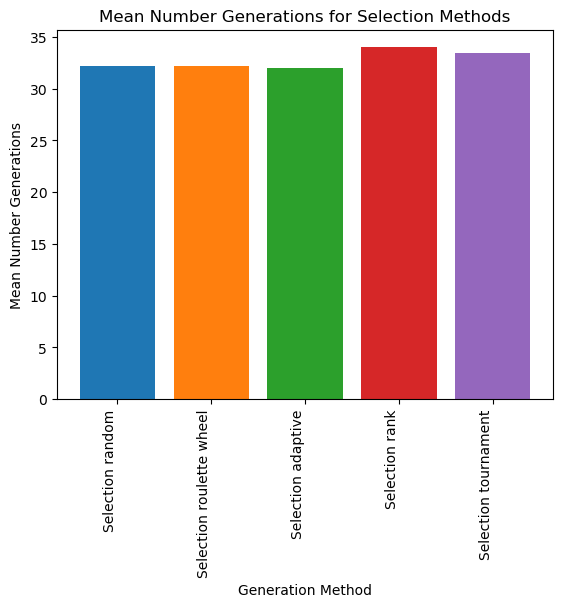 Mean Number Generations for Selection Methods
Mean Number Generations
35
30
25
20
15
10
5
0
Selection random
Selection roulette wheel
Selection adaptive
Selection rank
Selection tournament
Generation Method